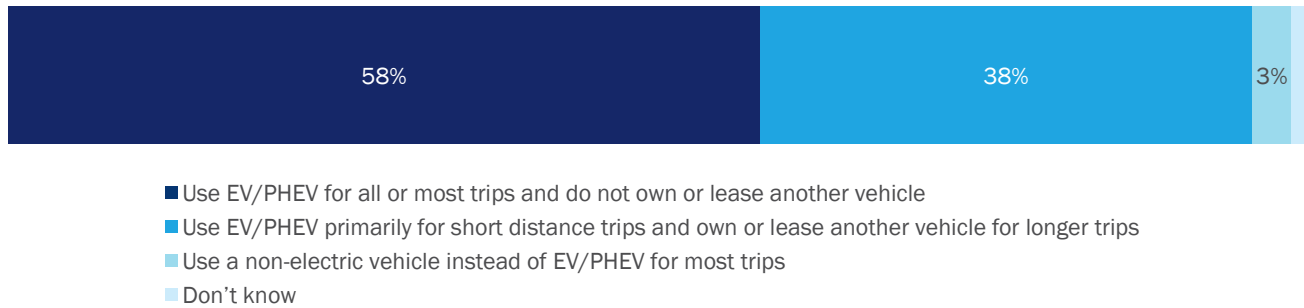 58%
38%
3%
Use EV/PHEV for all or most trips and do not own or lease another vehicle
Use EV/PHEV primarily for short distance trips and own or lease another vehicle for longer trips
Use a non-electric vehicle instead of EV/PHEV for most trips
Don't know